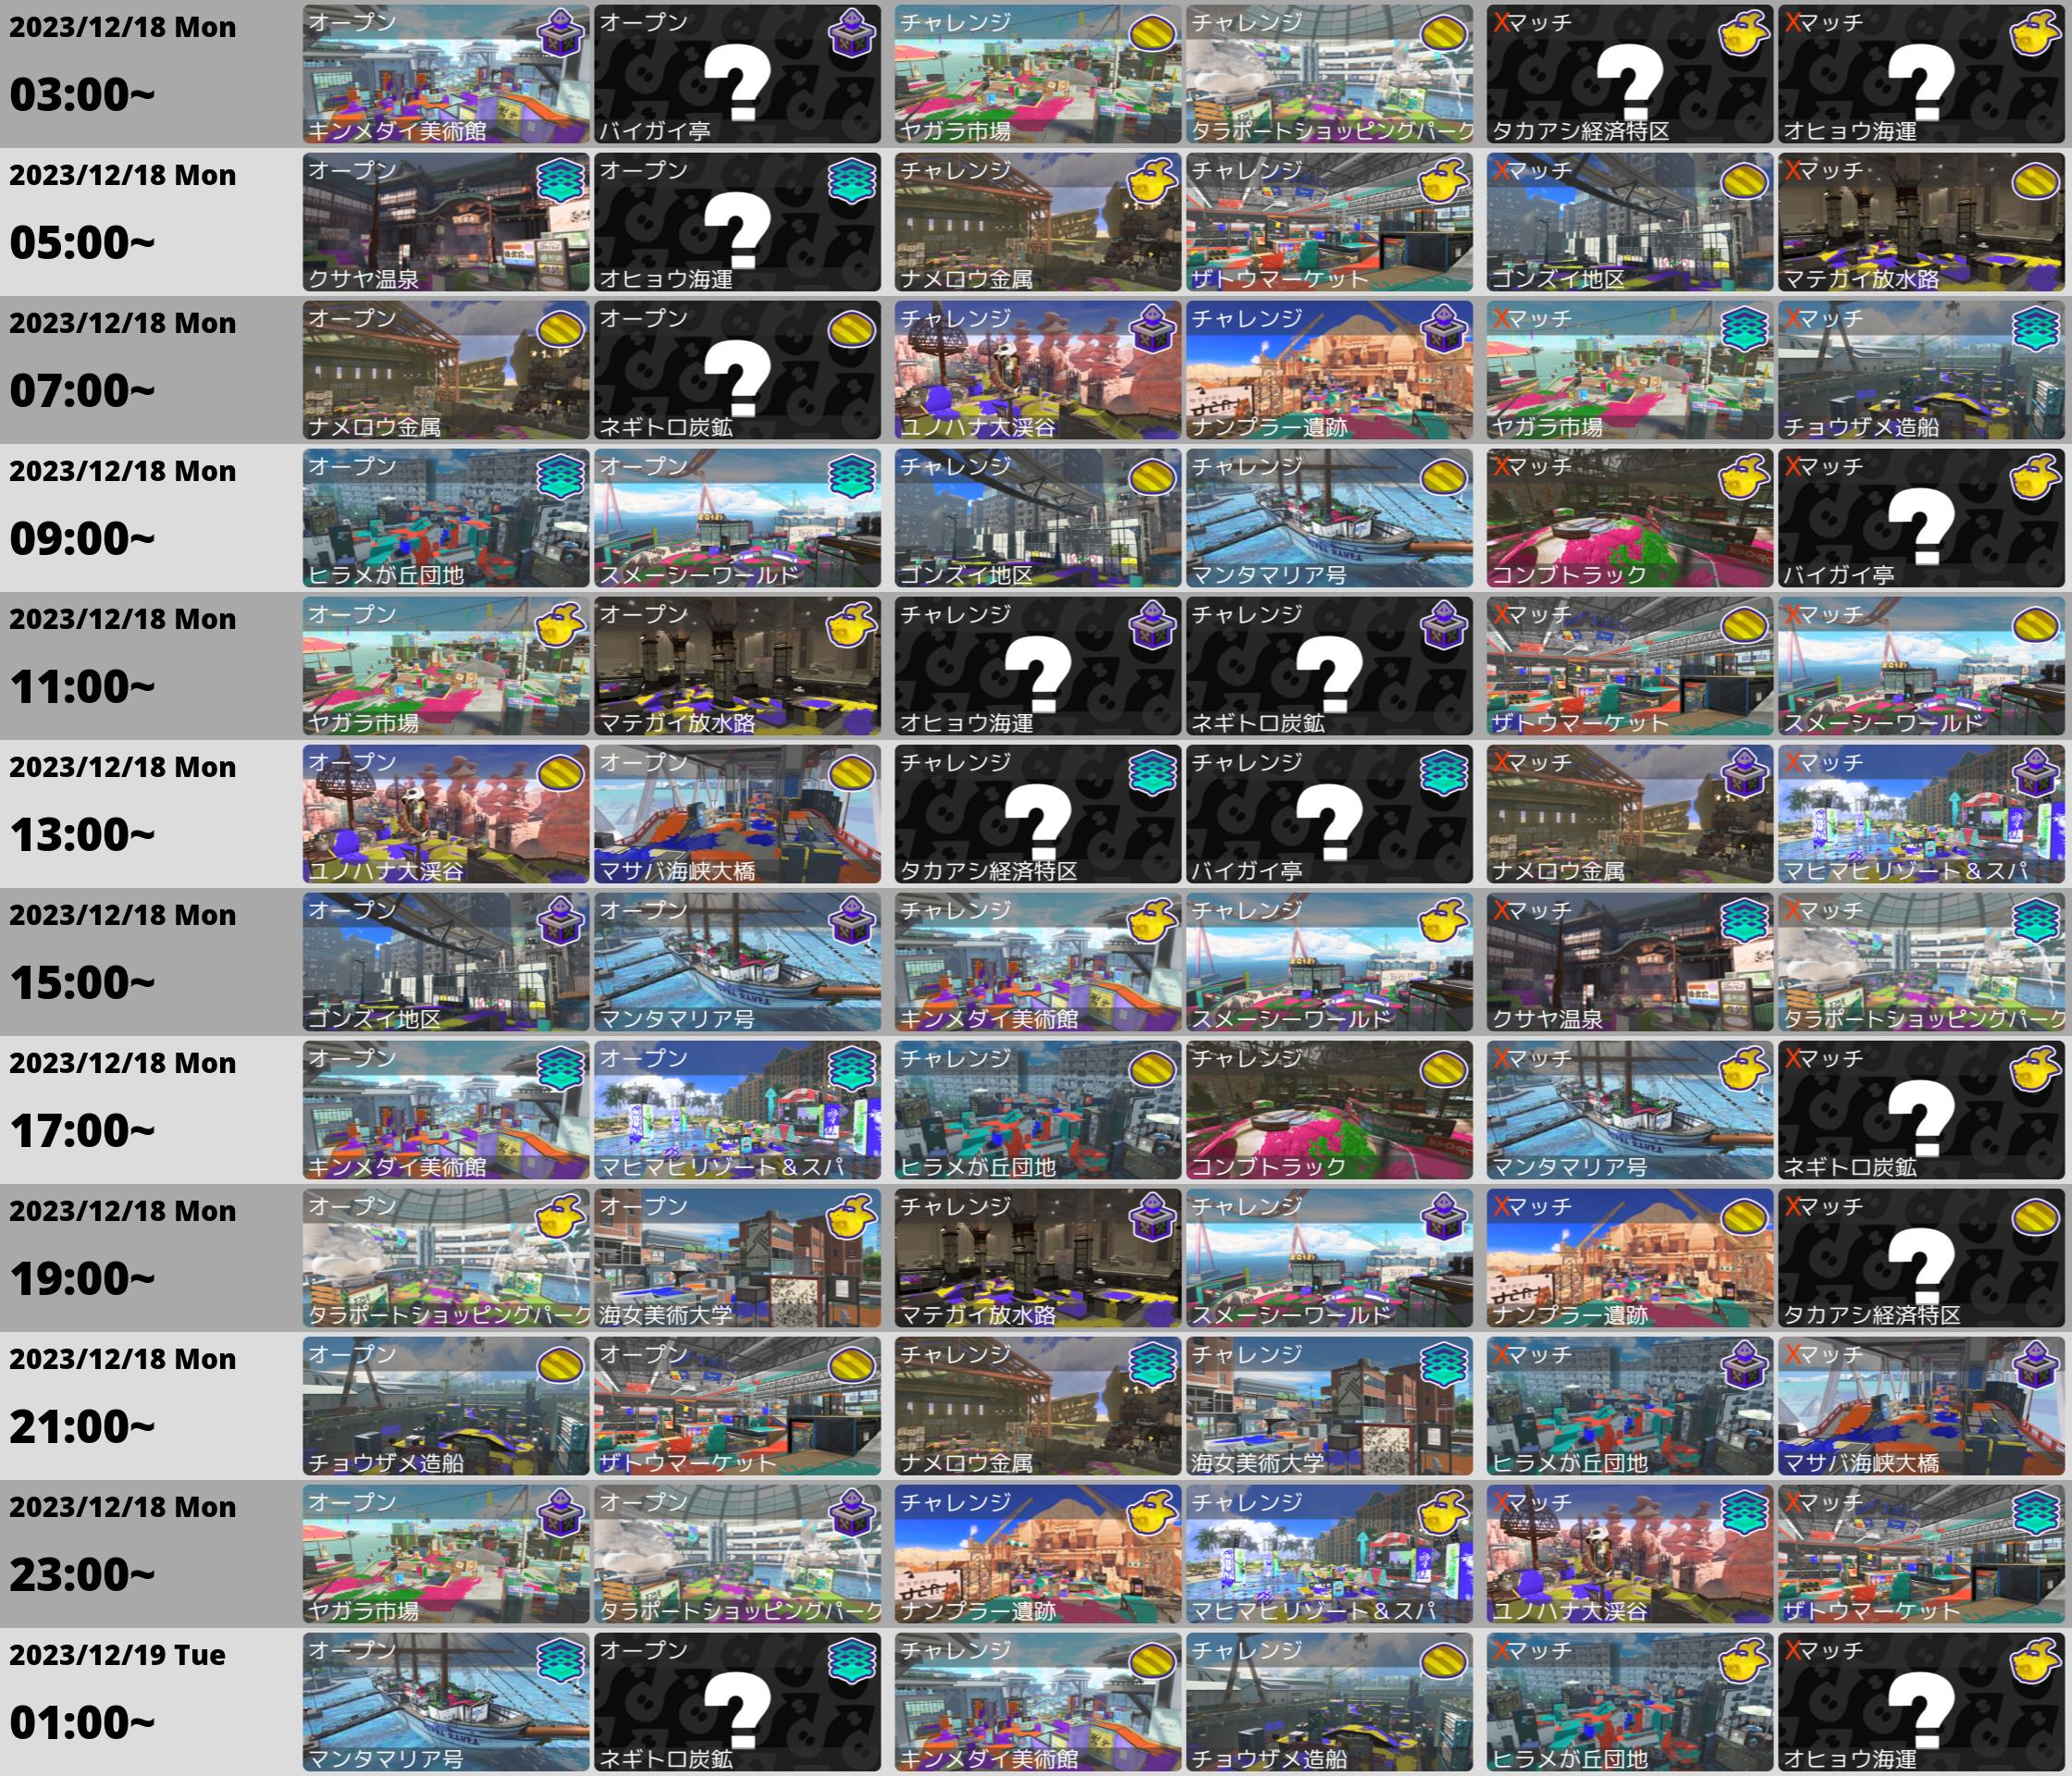 2023/12/18 Mon
03:00~
オープン
キンメダイ美術館
オープン
バイガイ亭
チャレンジ
ヤガラ市場
チャレンジ
タラポートショッピングパーク
Xマッチ
タカアシ経済特区
Xマッチ
オヒョウ海運
2023/12/18 Mon
05:00~
オープン
クサヤ温泉
オープン
オヒョウ海運
チャレンジ
ナメロウ金属
チャレンジ
ザトウマーケット
Xマッチ
ゴンズイ地区
Xマッチ
マテガイ放水路
2023/12/18 Mon
07:00~
オープン
ナメロウ金属
オープン
ネギトロ炭鉱
チャレンジ
ユノハナ大渓谷
チャレンジ
ナンプラー遺跡
Xマッチ
ヤガラ市場
Xマッチ
チョウザメ造船
2023/12/18 Mon
09:00~
オープン
ヒラメが丘団地
オープン
スメーシーワールド
チャレンジ
ゴンズイ地区
チャレンジ
マンタマリア号
Xマッチ
コンブトラック
Xマッチ
バイガイ亭
2023/12/18 Mon
11:00~
オープン
ヤガラ市場
オープン
マテガイ放水路
チャレンジ
オヒョウ海運
チャレンジ
ネギトロ炭鉱
Xマッチ
ザトウマーケット
Xマッチ
スメーシーワールド
2023/12/18 Mon
13:00~
オープン
ユノハナ大渓谷
オープン
マサバ海峡大橋
チャレンジ
タカアシ経済特区
チャレンジ
バイガイ亭
Xマッチ
ナメロウ金属
Xマッチ
マヒマヒリゾート＆スパ
2023/12/18 Mon
15:00~
オープン
ゴンズイ地区
オープン
マンタマリア号
チャレンジ
キンメダイ美術館
チャレンジ
スメーシーワールド
Xマッチ
クサヤ温泉
Xマッチ
タラポートショッピングパーク
2023/12/18 Mon
17:00~
オープン
キンメダイ美術館
オープン
マヒマヒリゾート＆スパ
チャレンジ
ヒラメが丘団地
チャレンジ
コンブトラック
Xマッチ
マンタマリア号
Xマッチ
ネギトロ炭鉱
2023/12/18 Mon
19:00~
オープン
タラポートショッピングパーク
オープン
海女美術大学
チャレンジ
マテガイ放水路
チャレンジ
スメーシーワールド
Xマッチ
ナンプラー遺跡
Xマッチ
タカアシ経済特区
2023/12/18 Mon
21:00~
オープン
チョウザメ造船
オープン
ザトウマーケット
チャレンジ
ナメロウ金属
チャレンジ
海女美術大学
Xマッチ
ヒラメが丘団地
Xマッチ
マサバ海峡大橋
2023/12/18 Mon
23:00~
オープン
ヤガラ市場
オープン
タラポートショッピングパーク
チャレンジ
ナンプラー遺跡
チャレンジ
マヒマヒリゾート＆スパ
Xマッチ
ユノハナ大渓谷
Xマッチ
ザトウマーケット
2023/12/19 Tue
01:00~
オープン
マンタマリア号
オープン
ネギトロ炭鉱
チャレンジ
キンメダイ美術館
チャレンジ
チョウザメ造船
Xマッチ
ヒラメが丘団地
Xマッチ
オヒョウ海運